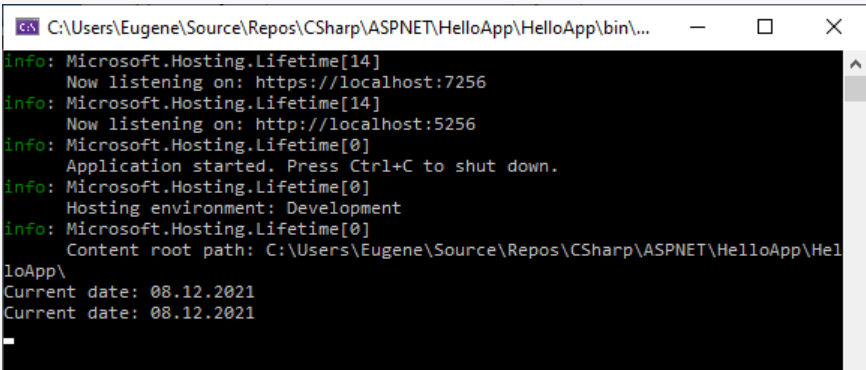 C:\Users\Eugene\Source\Repos\CSharp\ASPNET\HelloApp\HelloApp\bin\...
info: Microsoft.Hosting.Lifetime[14]
Now listening on: https://localhost:7256
info: Microsoft.Hosting.Lifetime[14]
Now listening on: http://localhost:5256
info: Microsoft.Hosting.Lifetime[0]
Application started. Press Ctrl+C to shut down.
info: Microsoft.Hosting.Lifetime[0]
Hosting environment: Development
info: Microsoft.Hosting.Lifetime[0]
Content root path: C:\Users\Eugene\Source\Repos\CSharp\ASPNET\HelloApp\Hel
loApp\
Current date: 08.12.2021
Current date: 08.12.2021